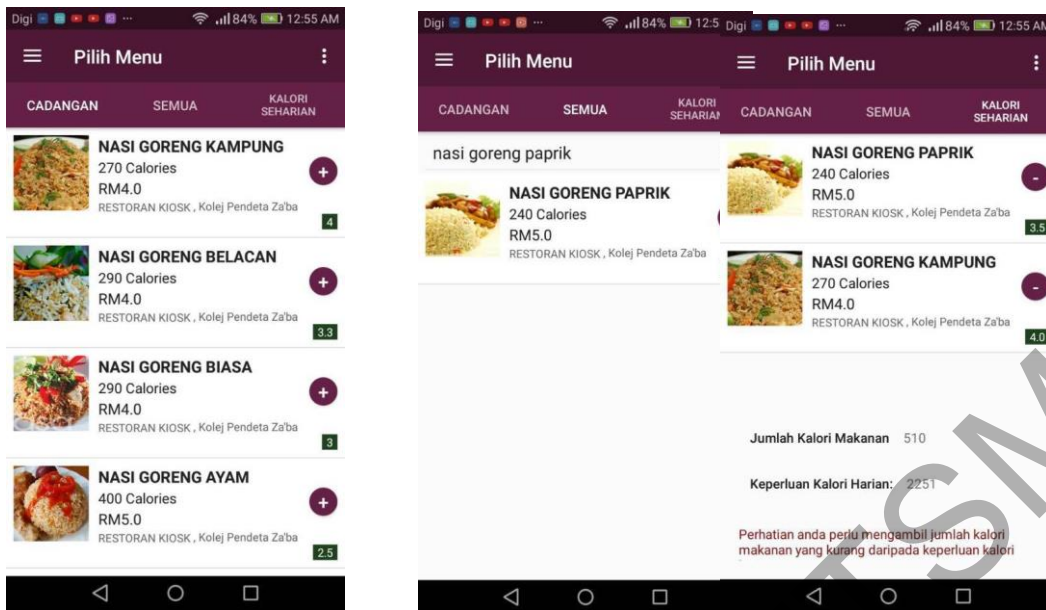 Digi ... 84% 12:55 AM
Pilih Menu
CADANGAN SEMUA KALORI SEHARIAN
NASI GORENG KAMPUNG
270 Calories
RM4.0
RESTORAN KIOSK , Kolej Pendeta Za'ba
4
NASI GORENG BELACAN
290 Calories
RM4.0
RESTORAN KIOSK , Kolej Pendeta Za'ba
3.3
NASI GORENG BIASA
290 Calories
RM4.0
RESTORAN KIOSK , Kolej Pendeta Za'ba
3
NASI GORENG AYAM
400 Calories
RM5.0
RESTORAN KIOSK , Kolej Pendeta Za'ba
2.5
Digi ... 84% 12:5
Pilih Menu
CADANGAN SEMUA KALORI SEHARIAN
nasi goreng paprik
NASI GORENG PAPRIK
240 Calories
RM5.0
RESTORAN KIOSK , Kolej Pendeta Za'ba
Digi ... 84% 12:55 AM
Pilih Menu
CADANGAN SEMUA KALORI SEHARIAN
NASI GORENG PAPRIK
240 Calories
RM5.0
RESTORAN KIOSK , Kolej Pendeta Za'ba
3.5
NASI GORENG KAMPUNG
270 Calories
RM4.0
RESTORAN KIOSK , Kolej Pendeta Za'ba
4.0
Jumlah Kalori Makanan 510
Keperluan Kalori Harian: 2251
Perhatian anda perlu mengambil jumlah kalori
makanan yang kurang daripada keperluan kalori